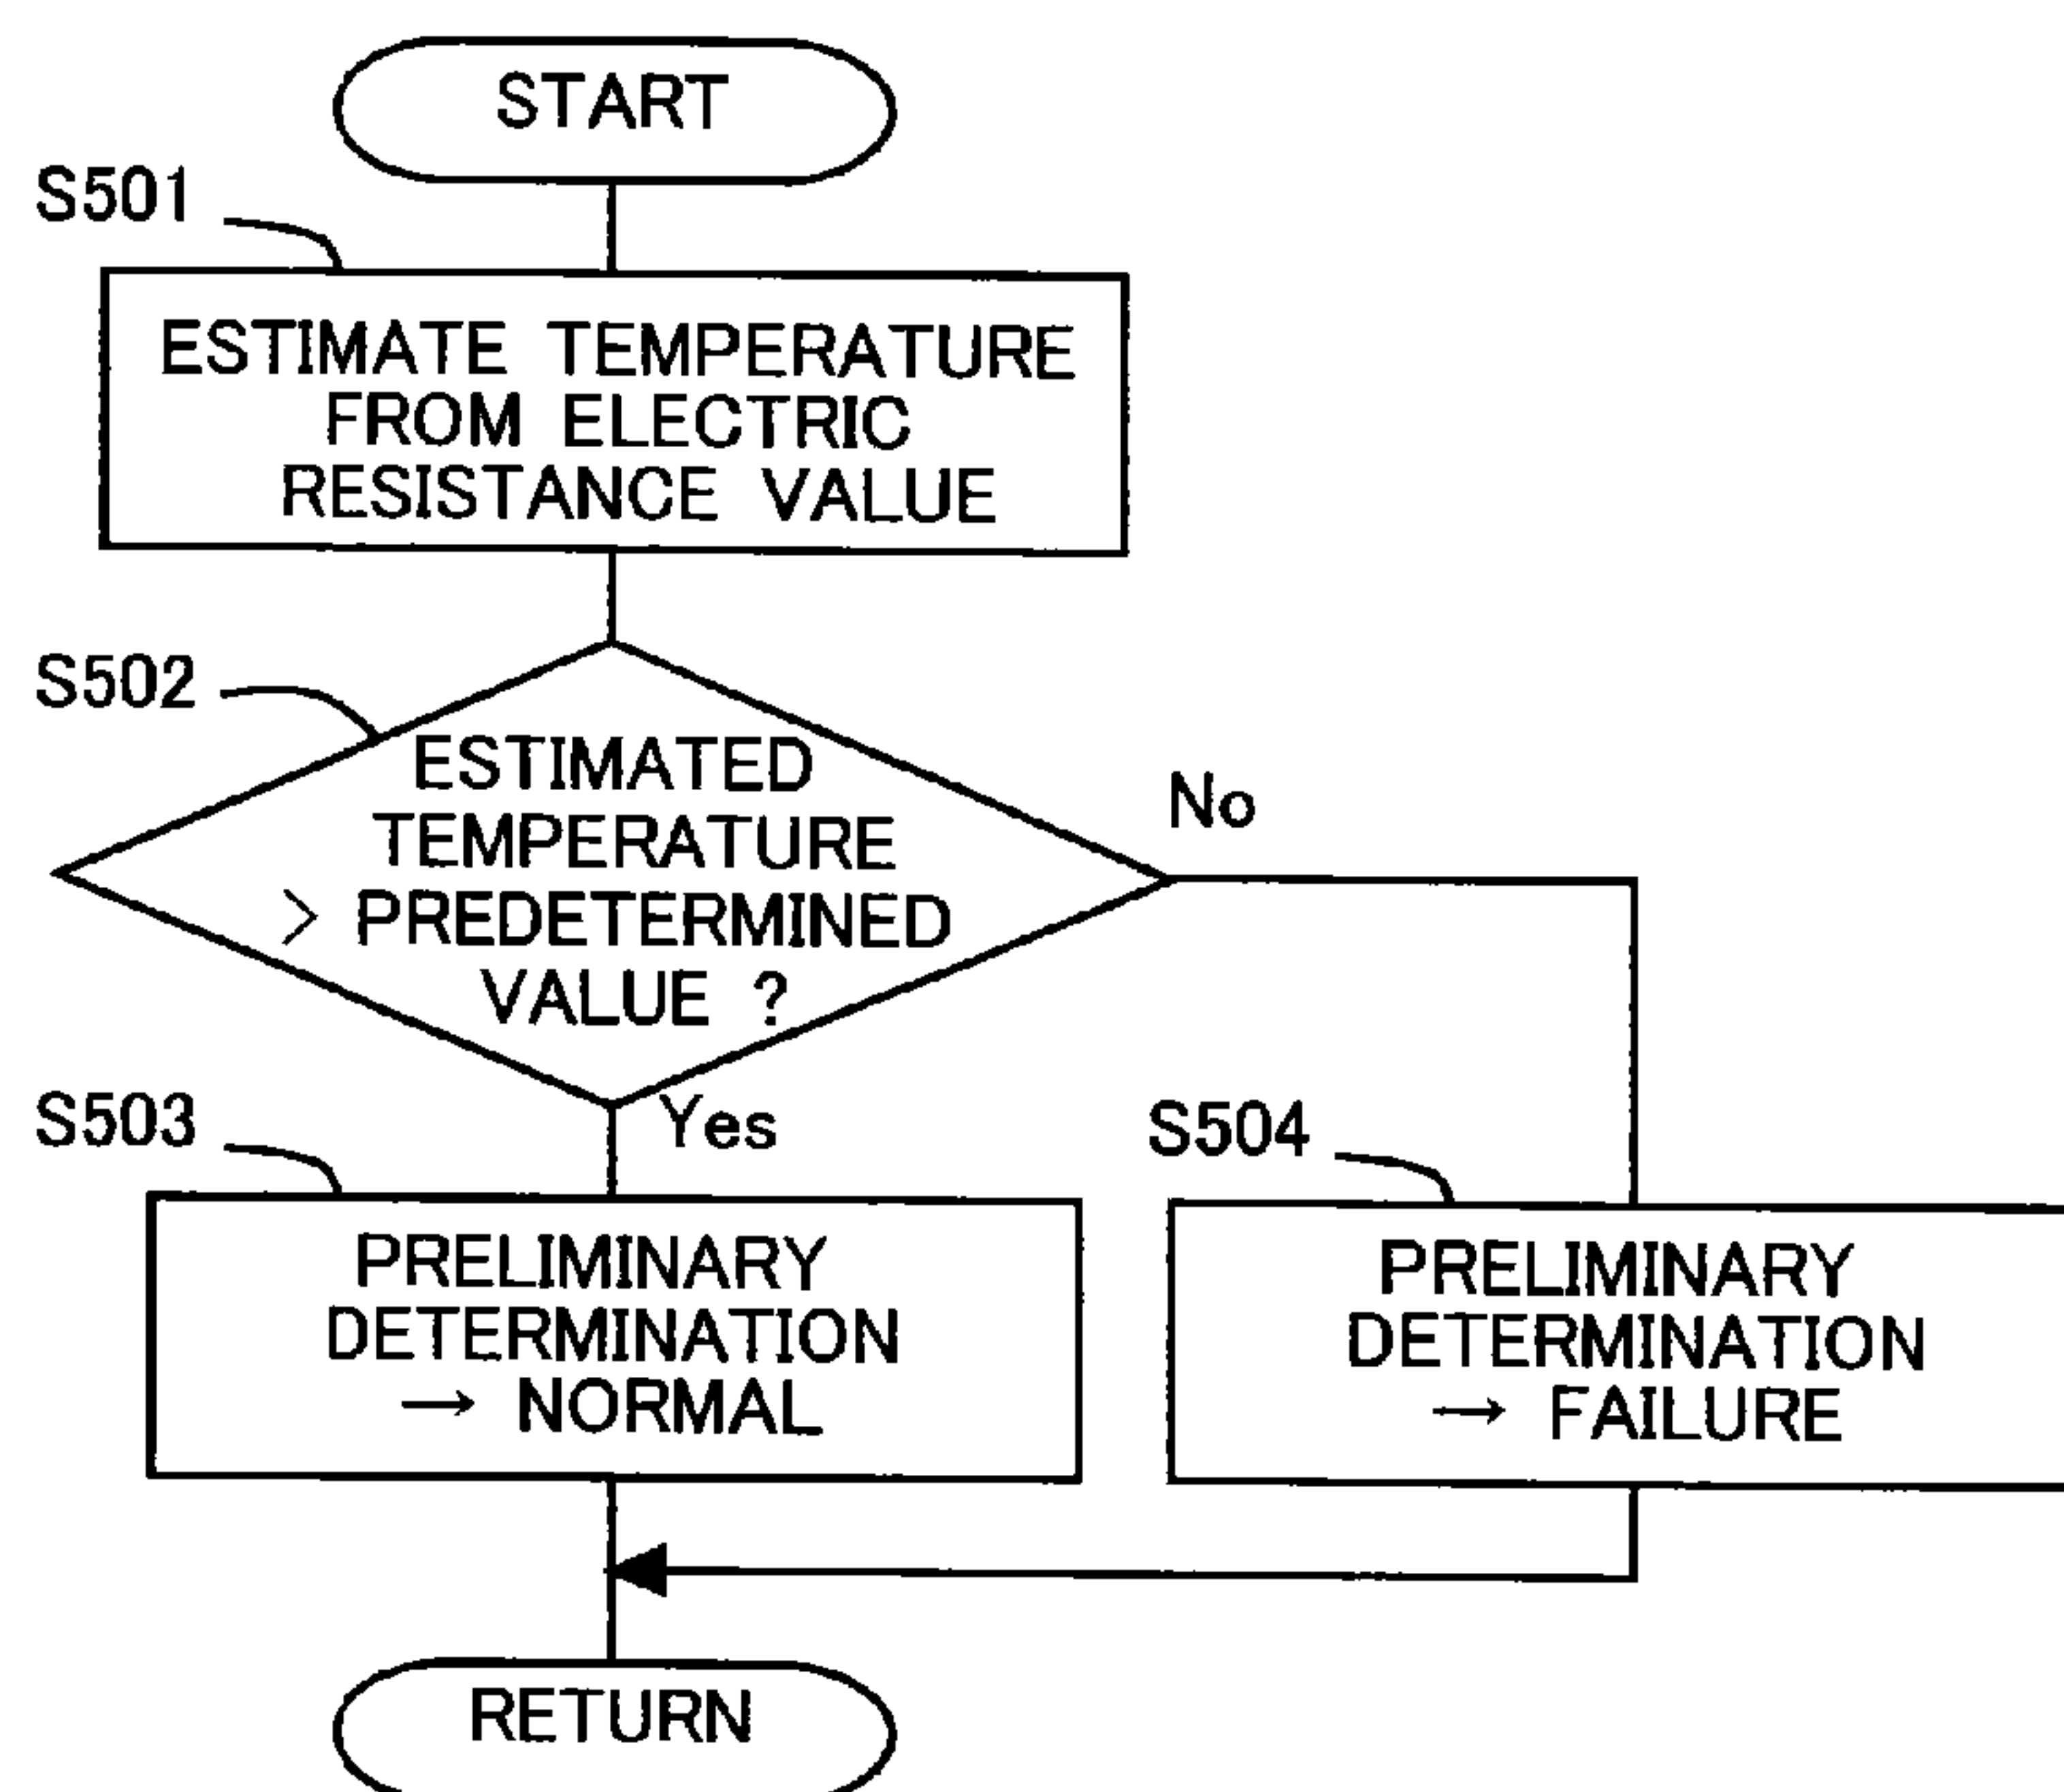 START
S501
ESTIMATE TEMPERATURE
FROM ELECTRIC
RESISTANCE VALUE
S502
ESTIMATED
TEMPERATURE
> PREDETERMINED
VALUE ?
No
Yes
S503
PRELIMINARY
DETERMINATION
→ NORMAL
S504
PRELIMINARY
DETERMINATION
→ FAILURE
RETURN